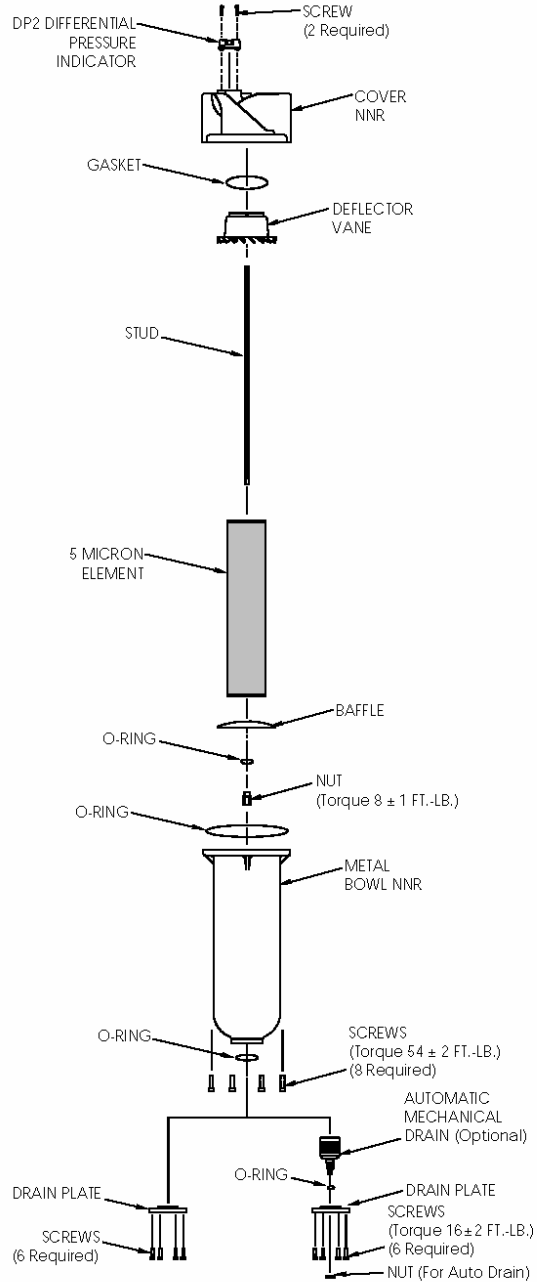 DP2 DIFFERENTIAL
PRESSURE
INDICATOR
SCREW
(2 Required)
COVER
NNR
GASKET
DEFLECTOR
VANE
STUD
5 MICRON
ELEMENT
BAFFLE
O-RING
NUT
(Torque 8 ± 1 FT.-LB.)
O-RING
METAL
BOWL NNR
O-RING
SCREWS
(Torque 54 ± 2 FT.-LB.)
(8 Required)
AUTOMATIC
MECHANICAL
DRAIN (Optional)
O-RING
DRAIN PLATE
DRAIN PLATE
SCREWS
(6 Required)
SCREWS
(Torque 16±2 FT.-LB.)
(6 Required)
NUT (For Auto Drain)